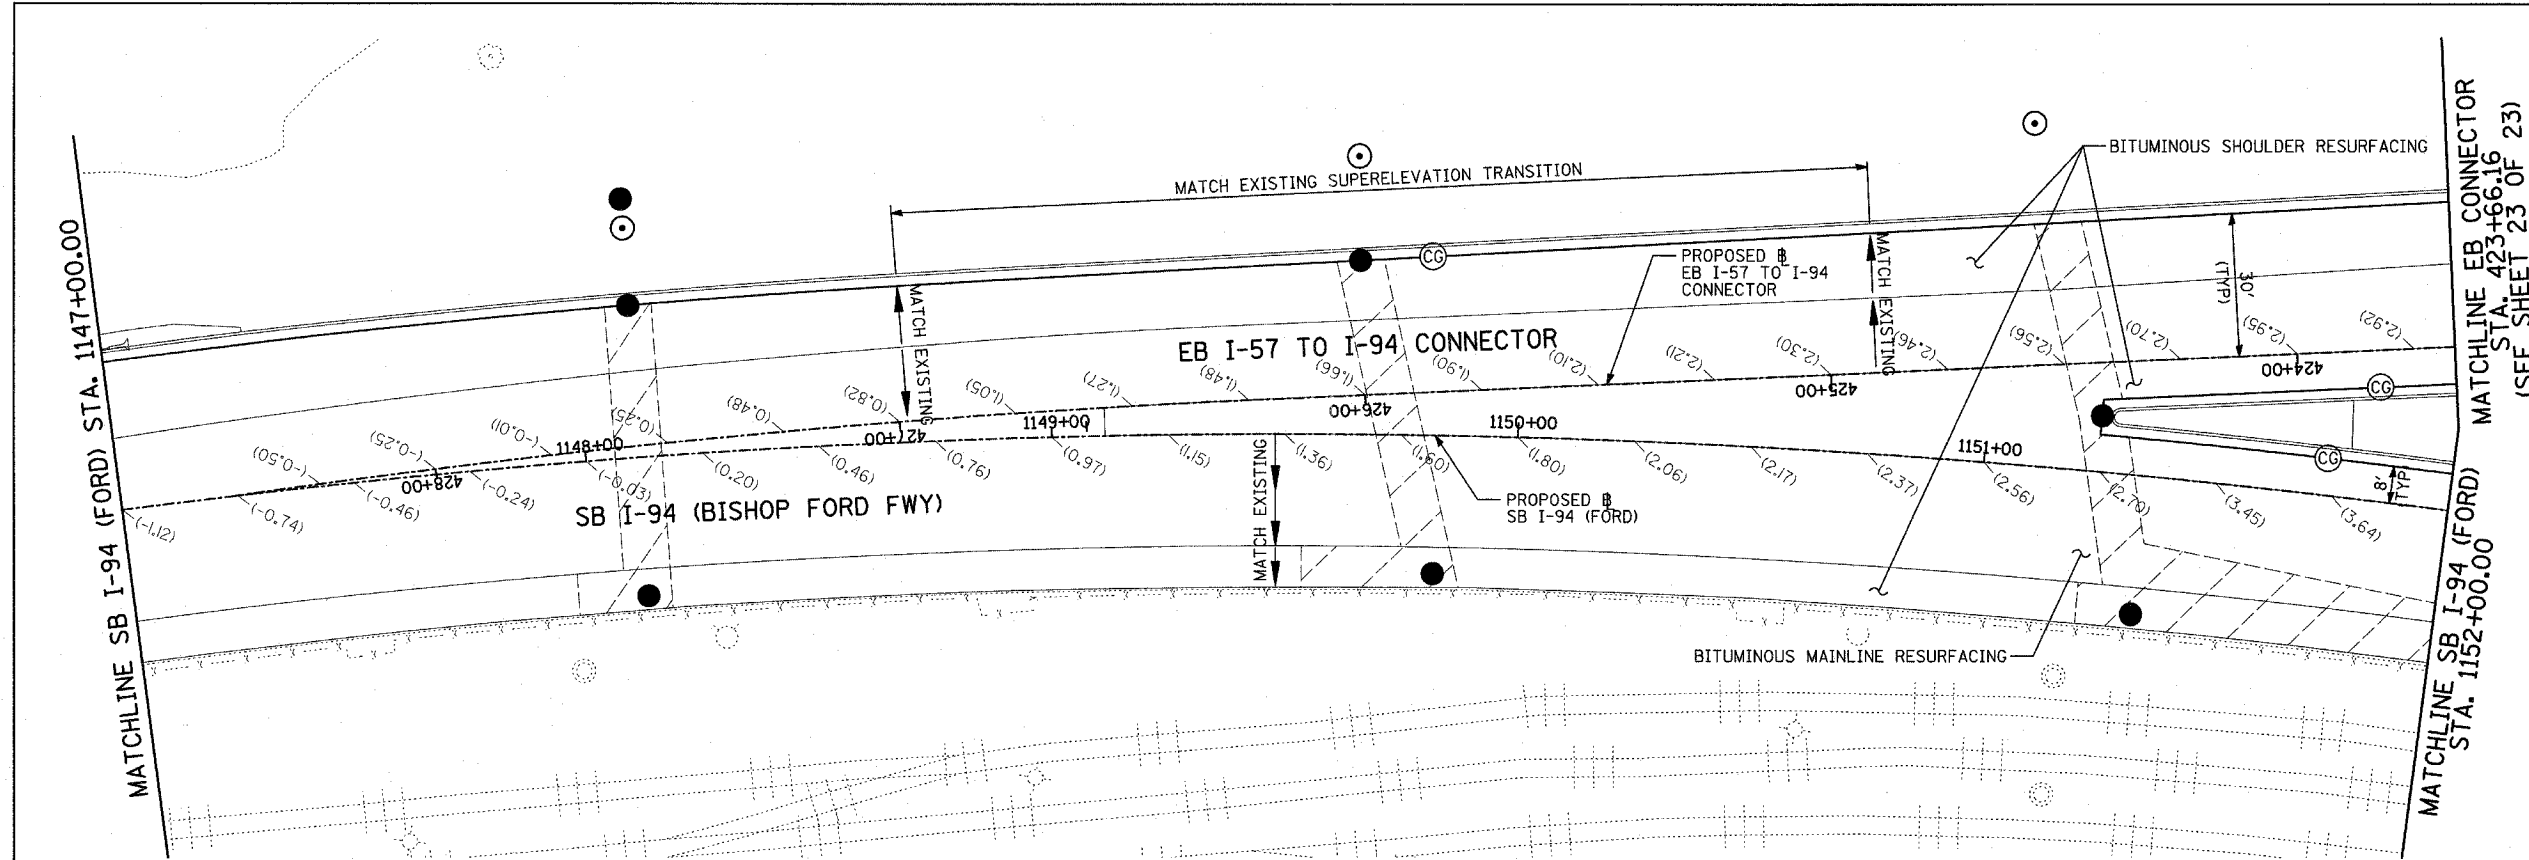 MATCHLINE SB I-94 (FORD) STA. 1147+00.00
MATCH EXISTING SUPERELEVATION TRANSITION
BITUMINOUS SHOULDER RESURFACING
MATCHLINE EB CONNECTOR
STA. 423+66.16
(SEE SHEET 23 OF 23)
CG
PROPOSED
EB I-57 TO I-94
CONNECTOR
MATCH EXISTING
MATCH EXISTING
30'
(TYP)
EB I-57 TO I-94 CONNECTOR
(-0.50)
(-0.25)
(-0.01)
(0.25)
(0.48)
(0.82)
(1.05)
(1.27)
(1.48)
(1.66)
(1.90)
(2.10)
(2.21)
(2.30)
(2.46)
(2.56)
(2.70)
(2.95)
(2.92)
428+00
427+00
426+00
425+00
424+00
CG
1148+00
1149+00
1150+00
1151+00
CG
8'
(-1.12)
(-0.74)
(-0.46)
(-0.24)
(-0.03)
(0.20)
(0.46)
(0.76)
(0.97)
(1.15)
(1.36)
(1.60)
(1.80)
(2.06)
(2.17)
(2.37)
(2.56)
(2.70)
(3.45)
(3.64)
SB I-94 (BISHOP FORD FWY)
MATCH EXISTING
PROPOSED
SB I-94 (FORD)
BITUMINOUS MAINLINE RESURFACING
MATCHLINE SB I-94 (FORD)
STA. 1152+00.00